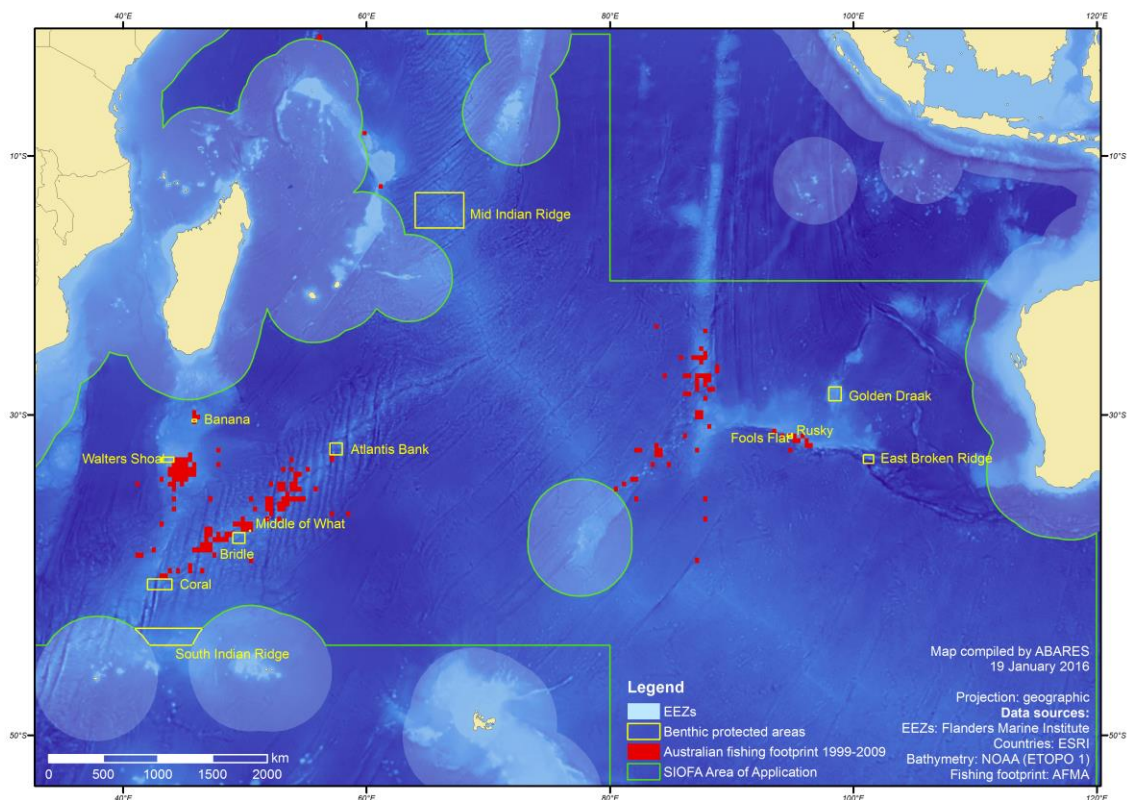 40°E 60°E 80°E 100°E 120°E
10°S 10°S
Mid Indian Ridge
Golden Draak
30°S 30°S
Banana
Rusky
Fools Flat
Atlantis Bank
Walters Shoal
East Broken Ridge
Middle of What
Bridle
Coral
South Indian Ridge
Map compiled by ABARES
19 January 2016
Projection: geographic
Data sources:
EEZs: Flanders Marine Institute
Countries: ESRI
Bathymetry: NOAA (ETOPO 1)
Fishing footprint: AFMA
Legend
EEZs
Benthic protected areas
Australian fishing footprint 1999-2009
SIOFA Area of Application
50°S 50°S
km
0 500 1000 1500 2000
40°E 60°E 80°E 100°E 120°E